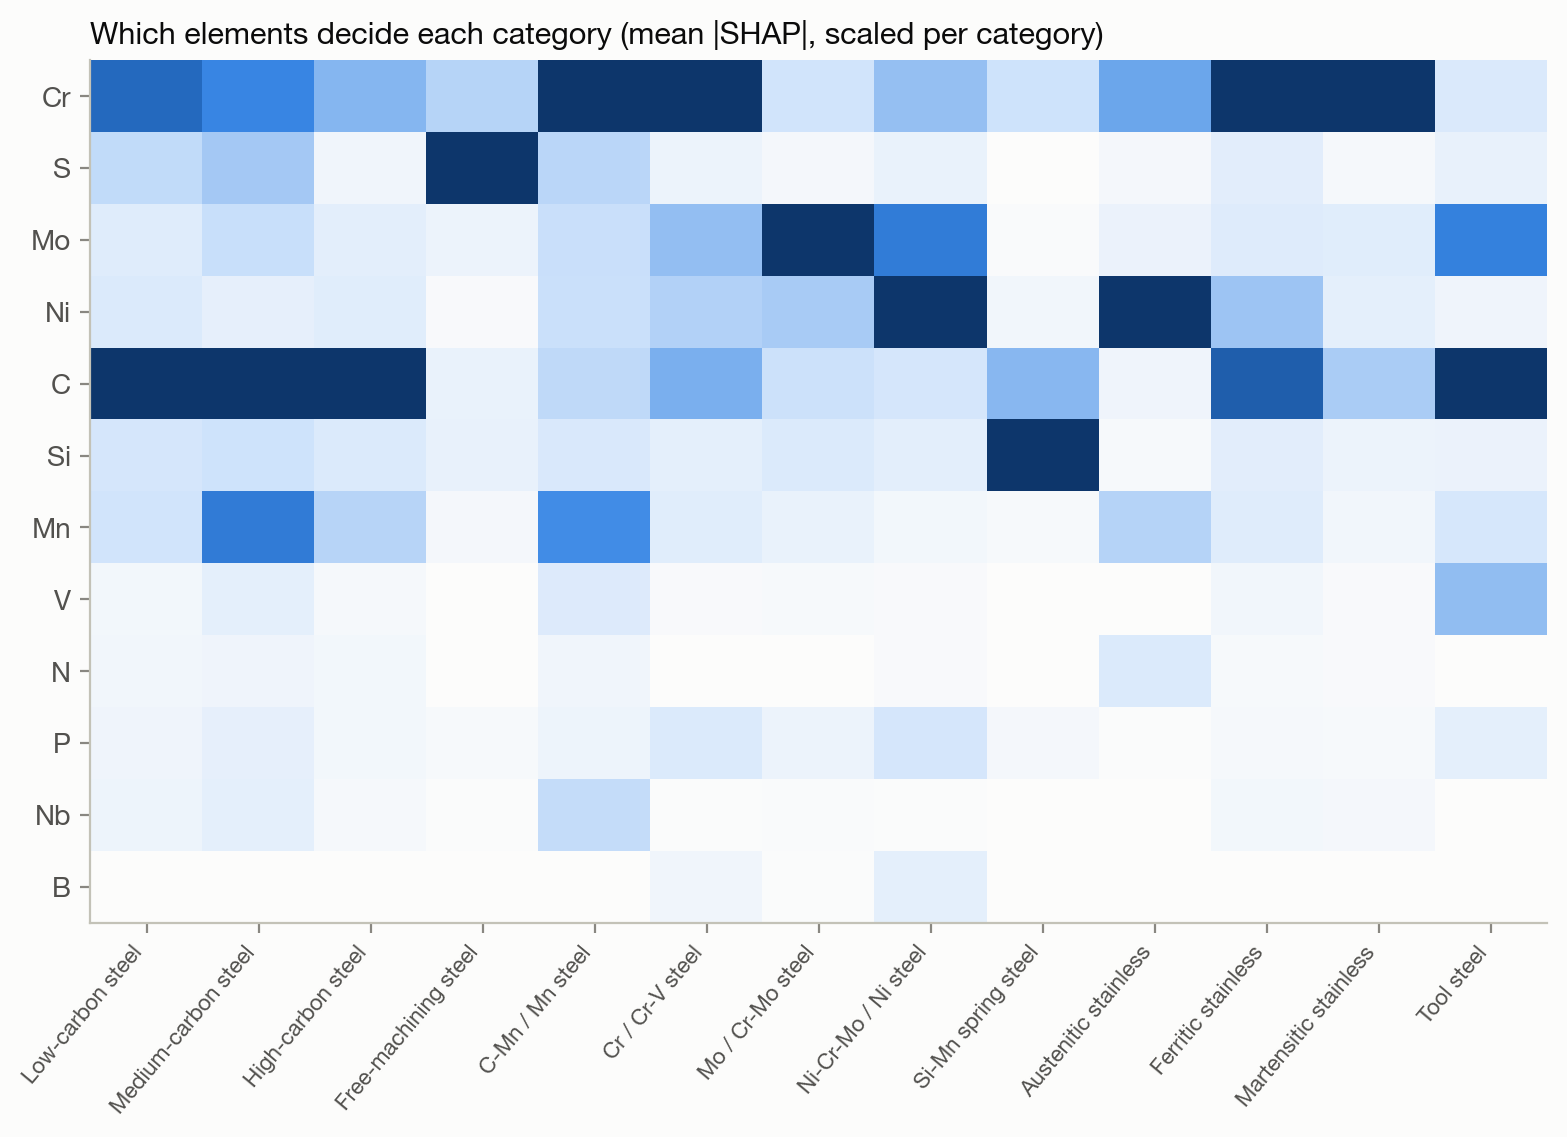 Which elements decide each category (mean |SHAP|, scaled per category)
Cr
S
Mo
Ni
C
Si
Mn
V
N
P
Nb
B
Low-carbon steel
Medium-carbon steel
High-carbon steel
Free-machining steel
C-Mn / Mn steel
Cr / Cr-V steel
Mo / Cr-Mo steel
Ni-Cr-Mo / Ni steel
Si-Mn spring steel
Austenitic stainless
Ferritic stainless
Martensitic stainless
Tool steel